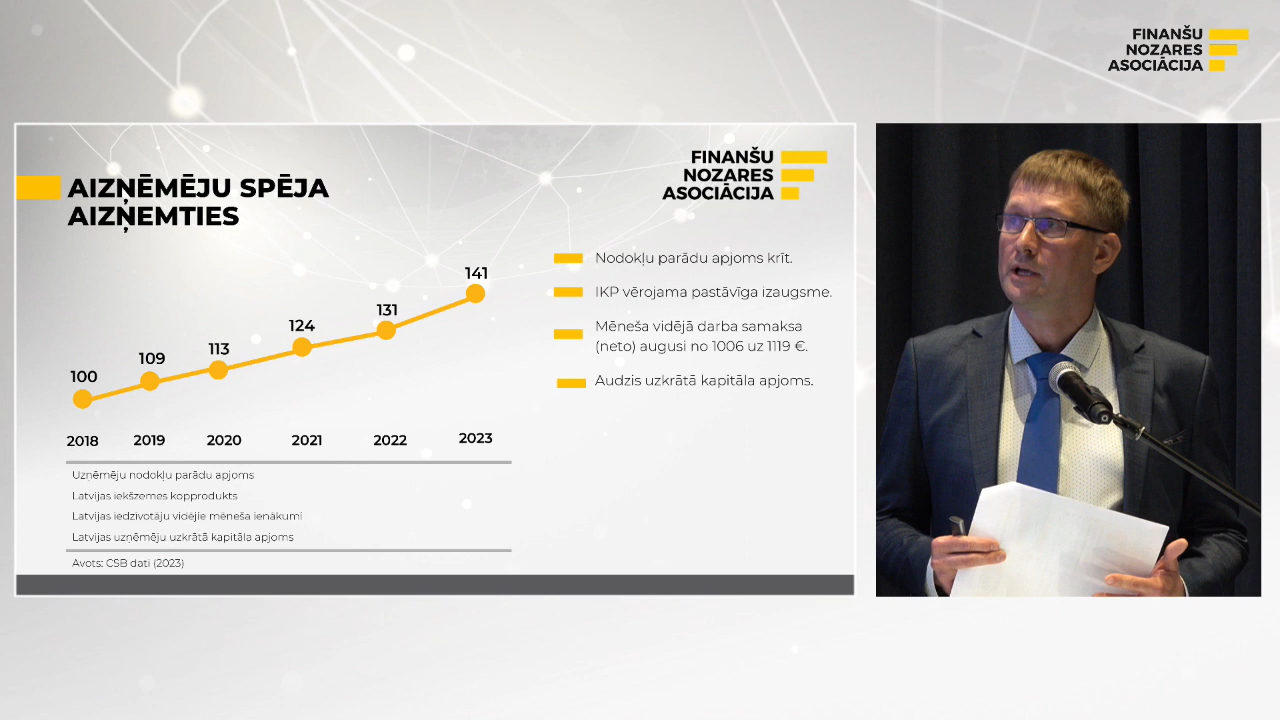 FINANŠU
NOZARES
ASOCIĀCIJA
FINANŠU
NOZARES
ASOCIĀCIJA
AIZŅĒMĒJU SPĒJA
AIZŅEMTIES
100
109
113
124
131
141
2018
2019
2020
2021
2022
2023
Uzņēmēju nodokļu parādu apjoms
Latvijas iekšzemes kopprodukts
Latvijas iedzīvotāju vidējie mēneša ienākumi
Latvijas uzņēmēju uzkrātā kapitāla apjoms
Avots: CSB dati (2023)
Nodokļu parādu apjoms krīt.
IKP vērojama pastāvīga izaugsme.
Mēneša vidējā darba samaksa
(neto) augusi no 1006 uz 1119 €.
Audzis uzkrātā kapitāla apjoms.